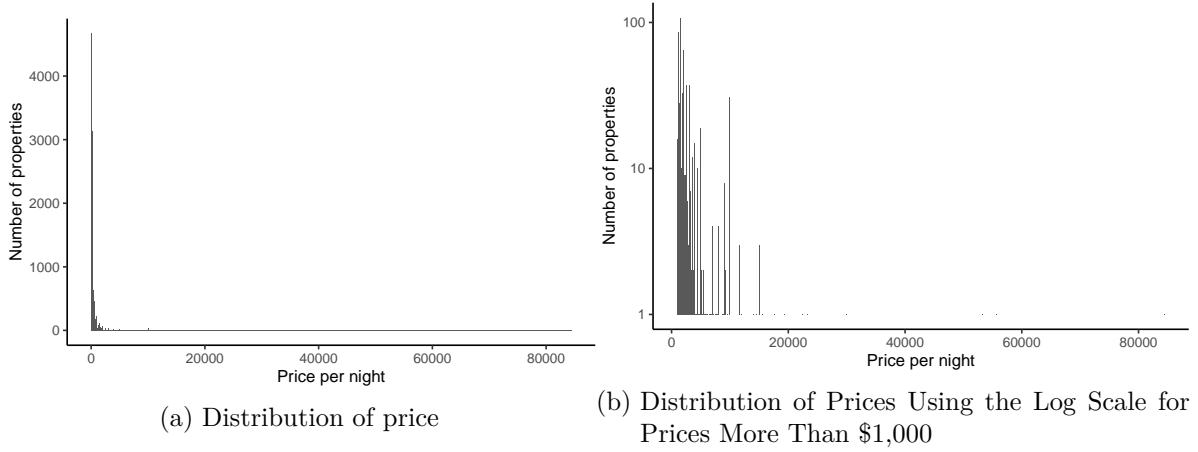 Number of properties
4000
3000
2000
1000
0
0
20000
40000
60000
80000
Price per night
(a) Distribution of price
Number of properties
100
10
1
0
20000
40000
60000
80000
Price per night
(b) Distribution of Prices Using the Log Scale for
Prices More Than $1,000